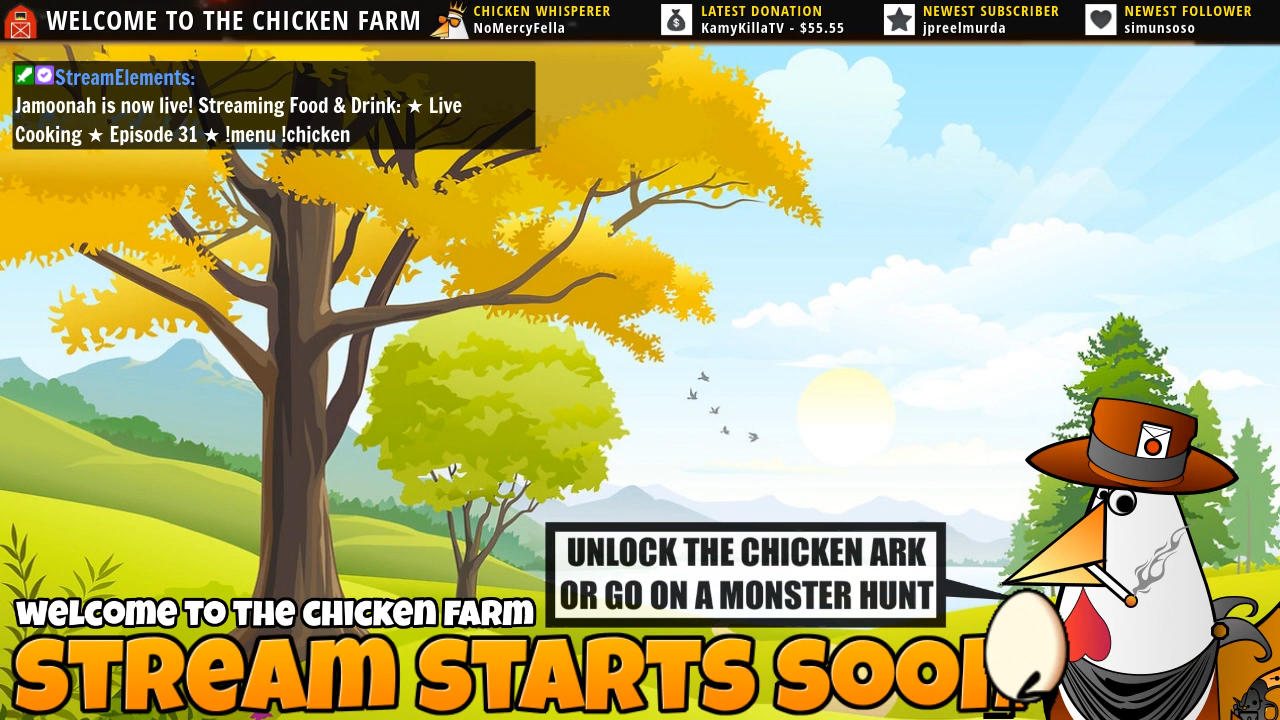 WELCOME TO THE CHICKEN FARM
CHICKEN WHISPERER
NoMercyFella
LATEST DONATION
KamyKillaTV - $55.55
NEWEST SUBSCRIBER
jpreelmurda
NEWEST FOLLOWER
simunsoso
StreamElements:
Jamoonah is now live! Streaming Food & Drink: ★ Live
Cooking ★ Episode 31 ★ !menu !chicken
UNLOCK THE CHICKEN ARK
OR GO ON A MONSTER HUNT
WELCOME TO THE CHICKEN FARM
STREAM STARTS SOON